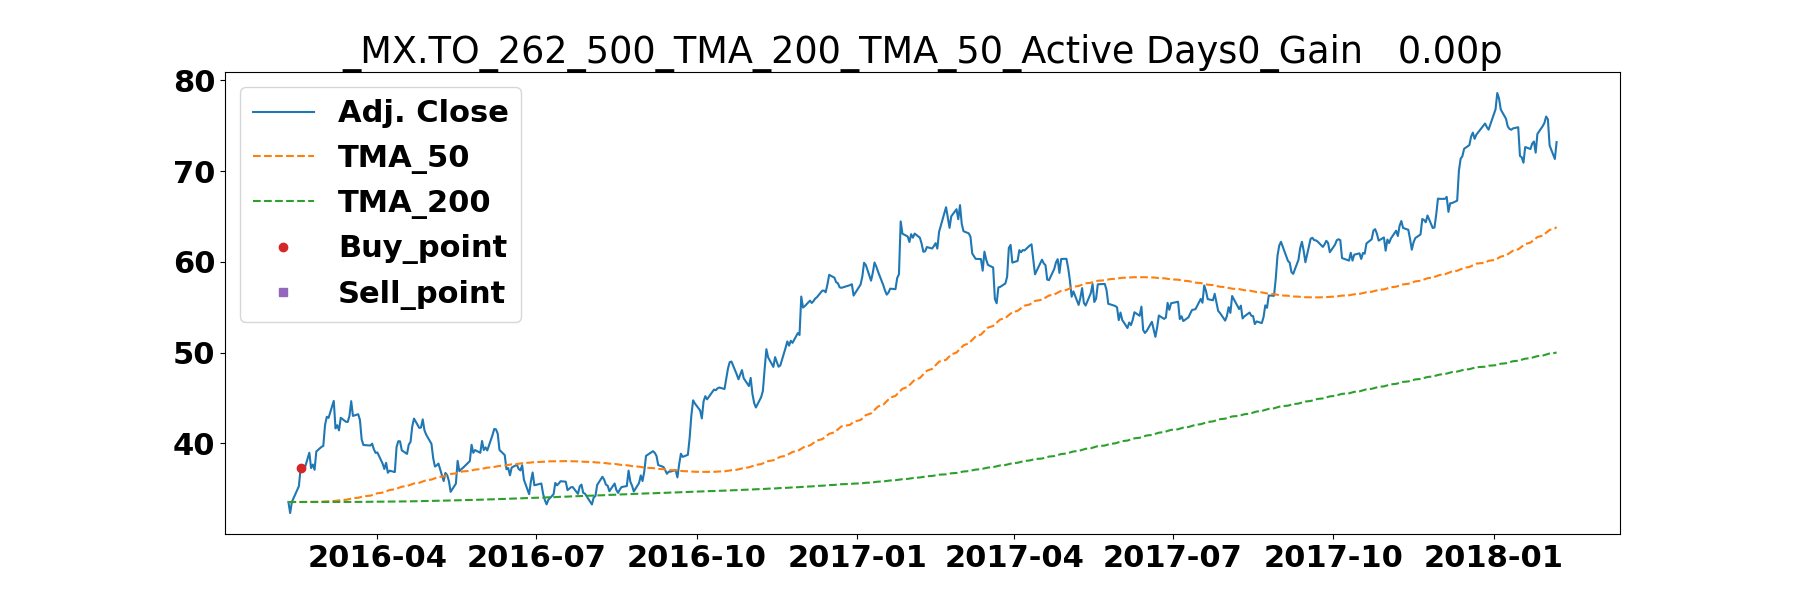 _MX.TO_262_500_TMA_200_TMA_50_Active Days0_Gain   0.00p
80
70
60
50
40
Adj. Close
TMA_50
TMA_200
Buy_point
Sell_point
2016-04 2016-07 2016-10 2017-01 2017-04 2017-07 2017-10 2018-01